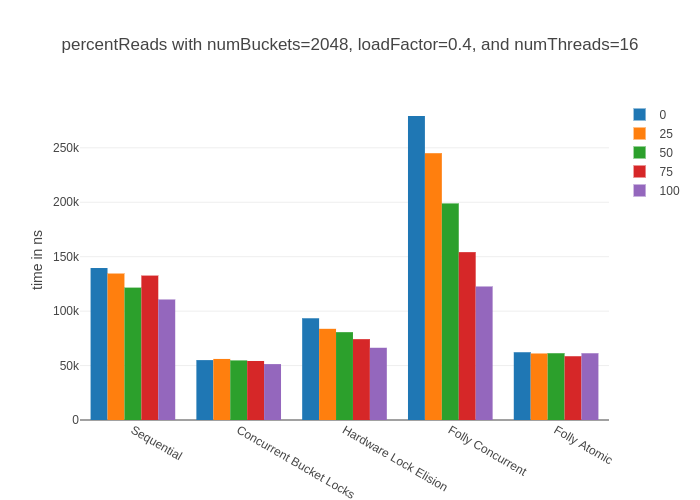 percentReads with numBuckets=2048, loadFactor=0.4, and numThreads=16
0
25
50
75
100
time in ns
250k
200k
150k
100k
50k
0
Sequential
Concurrent Bucket Locks
Hardware Lock Elision
Folly Concurrent
Folly Atomic